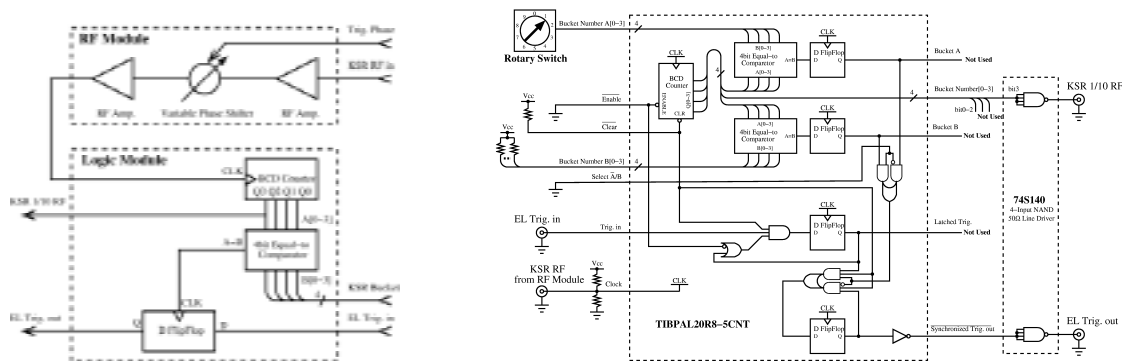 RF Module
Trig. Phase
KSR RF in
RF Amp.
Variable Phase Shifter
RF Amp.
Logic Module
CLK
BCD Counter
Q3 Q2 Q1 Q0
KSR 1/10 RF
A[0-3]
A=B
4bit Equal-to
Comparator
B[0-3]
4
KSR Bucket
CLK
EL Trig. out
Q
D FlipFlop
D
EL Trig. in
Rotary Switch
Bucket Number A[0-3]
4
CLK
BCD
Counter
ENABLE
Q[0-3]
CLR
4
B[0-3]
4bit Equal-to
Comparetor
A[0-3]
A=B
CLK
D FlipFlop
D
Q
Bucket A
Not Used
4
Bucket Number[0-3]
bit0-2
Not Used
bit3
KSR 1/10 RF
Vcc
Enable
Clear
Vcc
A[0-3]
4bit Equal-to
Comparetor
B[0-3]
A=B
CLK
D FlipFlop
D
Q
Bucket B
Not Used
Bucket Number B[0-3]
4
Select A/B
74S140
4-Input NAND
50Ω Line Driver
EL Trig. in
Trig. in
CLK
D FlipFlop
D
Q
Latched Trig.
Not Used
KSR RF
from RF Module
Vcc
Clock
CLK
CLK
D FlipFlop
D
Q
TIBPAL20R8-5CNT
Synchronized Trig. out
EL Trig. out